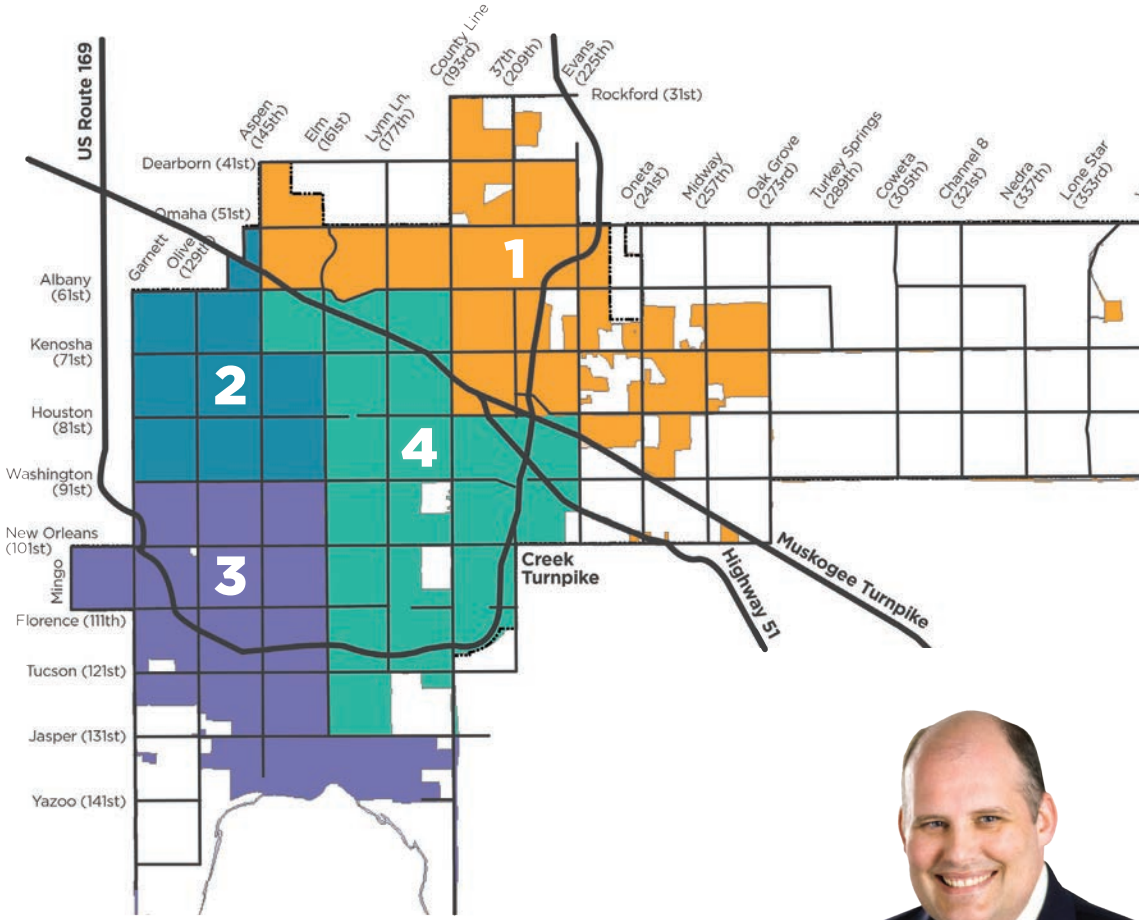 US Route 169
Aspen
(145th)
Elm
(161st)
Lynn Ln.
(177th)
County Line
(193rd)
37th
(209th)
Evans
(225th)
Rockford (31st)
Dearborn (41st)
Omaha (51st)
Garnett
Olive
(129th)
Oneta
(241st)
Midway
(257th)
Oak Grove
(273rd)
Turkey Springs
(289th)
Coweta
(305th)
Channel 8
(321st)
Nedra
(337th)
Lone Star
(353rd)
Albany
(61st)
Kenosha
(71st)
Houston
(81st)
Washington
(91st)
New Orleans
(101st)
Mingo
Florence (111th)
Tucson (121st)
Jasper (131st)
Yazoo (141st)
1
2
4
3
Creek
Turnpike
Highway 51
Muskogee Turnpike